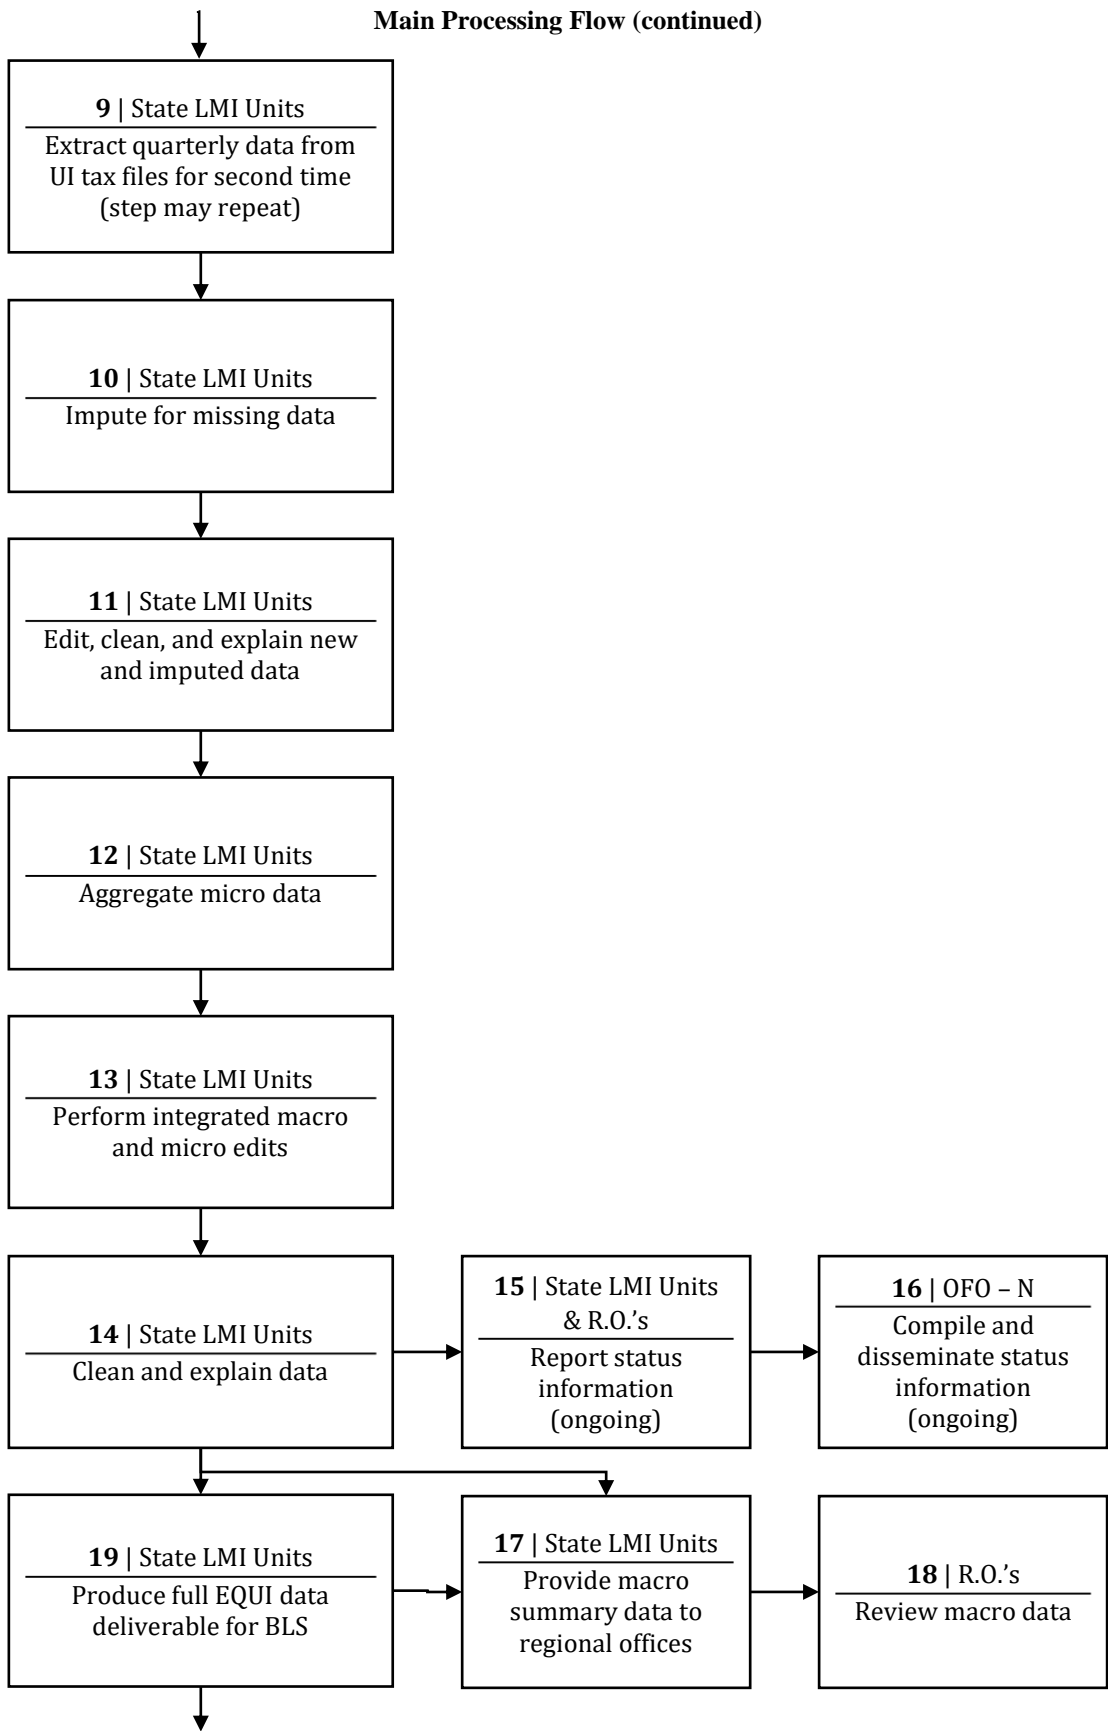 Main Processing Flow (continued)
9 | State LMI Units
Extract quarterly data from
UI tax files for second time
(step may repeat)
10 | State LMI Units
Impute for missing data
11 | State LMI Units
Edit, clean, and explain new
and imputed data
12 | State LMI Units
Aggregate micro data
13 | State LMI Units
Perform integrated macro
and micro edits
14 | State LMI Units
Clean and explain data
15 | State LMI Units
& R.O.’s
Report status
information
(ongoing)
16 | OFO – N
Compile and
disseminate status
information
(ongoing)
19 | State LMI Units
Produce full EQUI data
deliverable for BLS
17 | State LMI Units
Provide macro
summary data to
regional offices
18 | R.O.’s
Review macro data